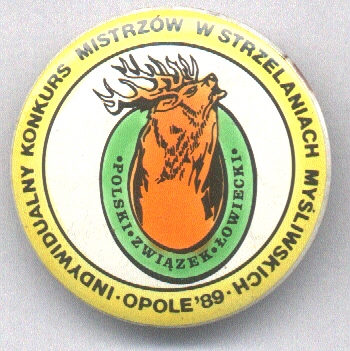 INDYWIDUALNY KONKURS MISTRZÓW W STRZELANIACH MYŚLIWSKICH · OPOLE '89 ·
· POLSKI · ZWIĄZEK · ŁOWIECKI ·